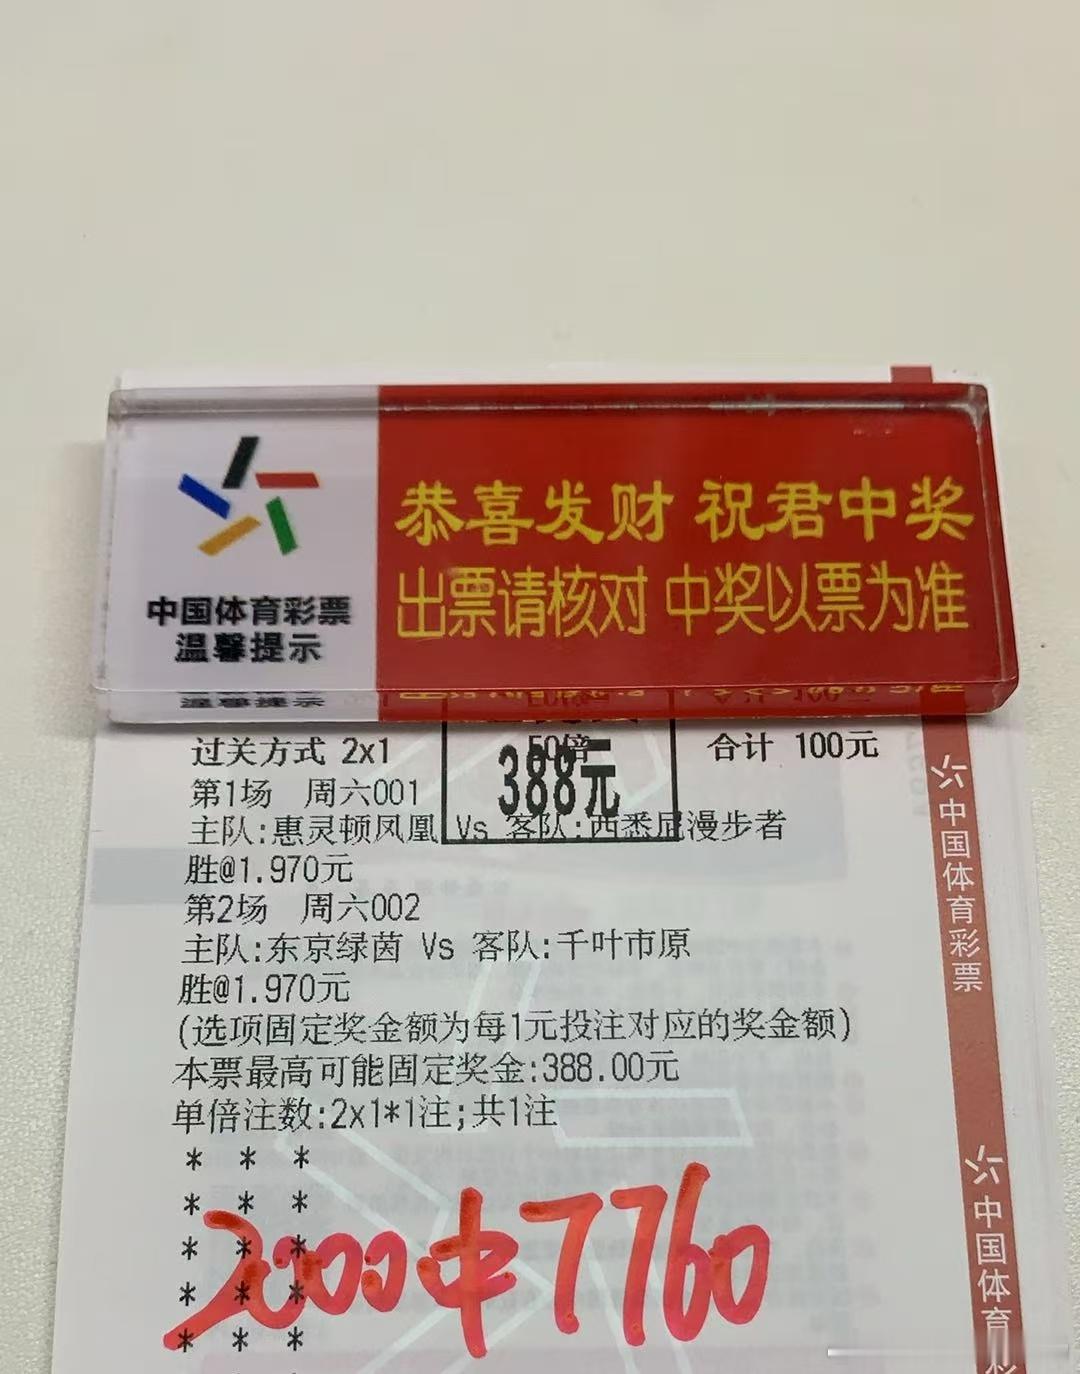 恭喜发财 祝君中奖
出票请核对 中奖以票为准
中国体育彩票
温馨提示
过关方式 2x1 50倍 合计 100元
388元
第1场 周六001
主队:惠灵顿凤凰 Vs 客队:西悉尼漫步者
胜@1.970元
第2场 周六002
主队:东京绿茵 Vs 客队:千叶市原
胜@1.970元
(选项固定奖金额为每1元投注对应的奖金额)
本票最高可能固定奖金:388.00元
单倍注数:2x1*1注;共1注
* * *
* * *
* * *
* * *
* * *
2000中7760
中国体育彩票
中国体育彩